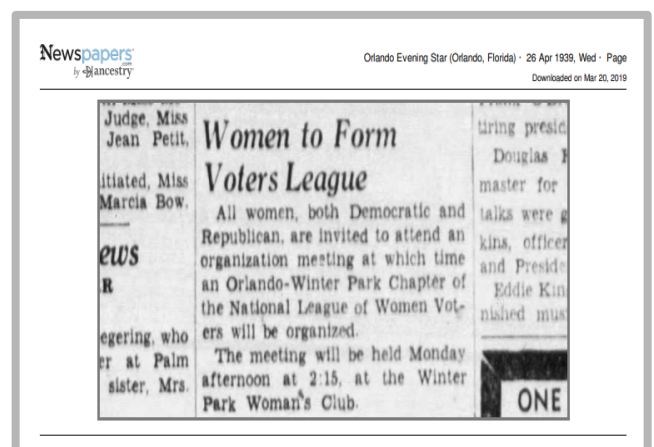 Newspapers
.com
by ancestry
Orlando Evening Star (Orlando, Florida) · 26 Apr 1939, Wed · Page
Downloaded on Mar 20, 2019
Judge, Miss
Jean Petit,
itiated, Miss
Marcia Bow.
ews
R
egering, who
er at Palm
sister, Mrs.
Women to Form
Voters League
All women, both Democratic and
Republican, are invited to attend an
organization meeting at which time
an Orlando-Winter Park Chapter of
the National League of Women Vot-
ers will be organized.
The meeting will be held Monday
afternoon at 2:15, at the Winter
Park Woman's Club.
tiring presid
Douglas
master for
talks were g
kins, officer
and Preside
Eddie Kin
nished mus
ONE